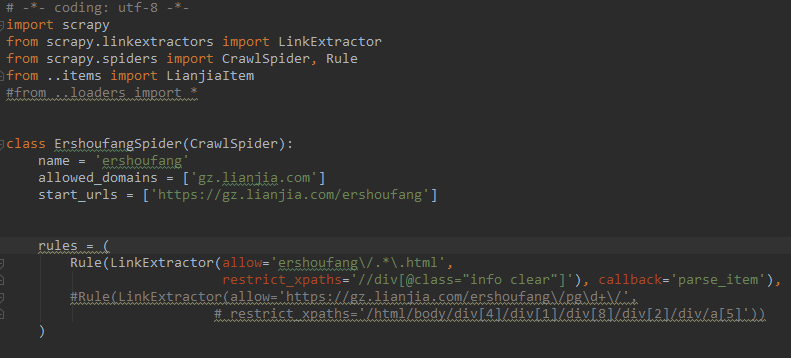 # -*- coding: utf-8 -*-
import scrapy
from scrapy.linkextractors import LinkExtractor
from scrapy.spiders import CrawlSpider, Rule
from ..items import LianjiaItem
#from ..loaders import *
class ErshoufangSpider(CrawlSpider):
    name = 'ershoufang'
    allowed_domains = ['gz.lianjia.com']
    start_urls = ['https://gz.lianjia.com/ershoufang']
    rules = (
        Rule(LinkExtractor(allow='ershoufang\/.*\.html',
                           restrict_xpaths='//div[@class="info clear"]'), callback='parse_item'),
        #Rule(LinkExtractor(allow='https://gz.lianjia.com/ershoufang\/pg\d+\/',
                          # restrict_xpaths='/html/body/div[4]/div[1]/div[8]/div[2]/div/a[5]'))
    )